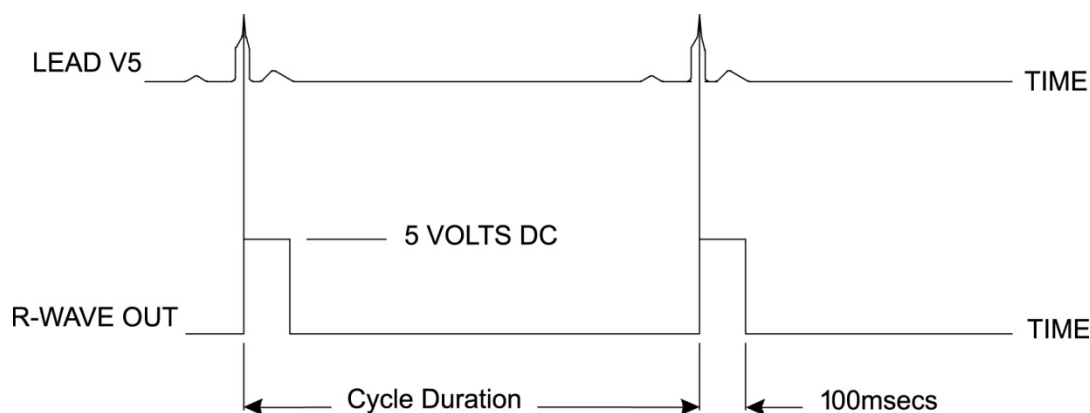 LEAD V5
TIME
5 VOLTS DC
R-WAVE OUT
TIME
Cycle Duration
100msecs